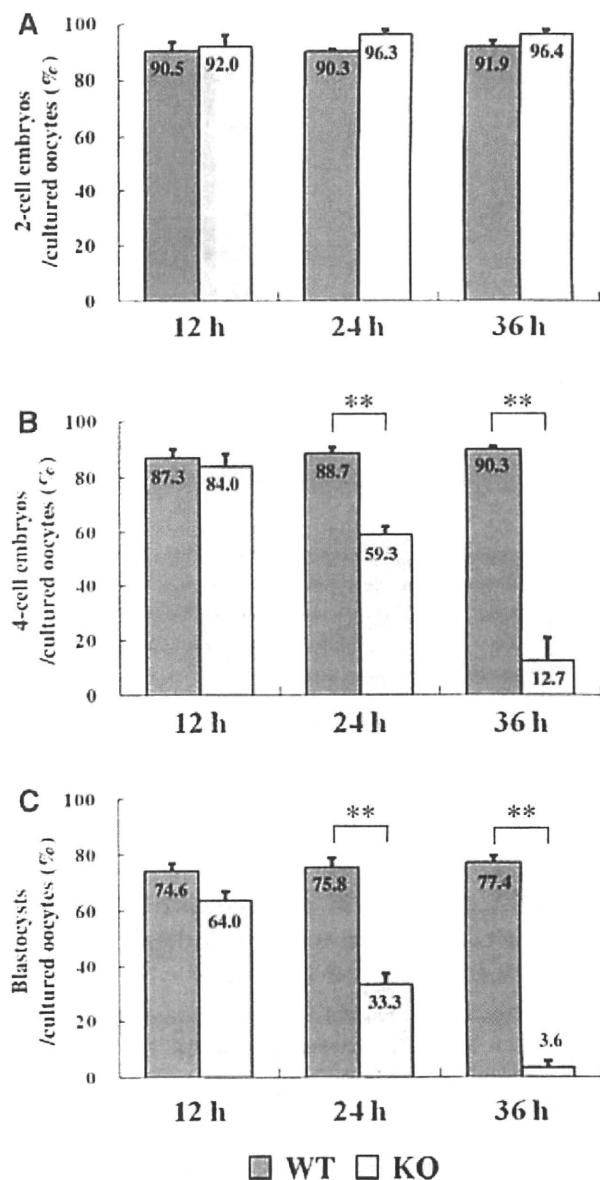 A
2-cell embryos
/cultured oocytes (%)
100
80
60
40
20
0
90.5
92.0
90.3
96.3
91.9
96.4
12 h
24 h
36 h
B
4-cell embryos
/cultured oocytes (%)
100
80
60
40
20
0
**
**
87.3
84.0
88.7
59.3
90.3
12.7
12 h
24 h
36 h
C
Blastocysts
/cultured oocytes (%)
100
80
60
40
20
0
**
**
74.6
64.0
75.8
33.3
77.4
3.6
12 h
24 h
36 h
WT KO